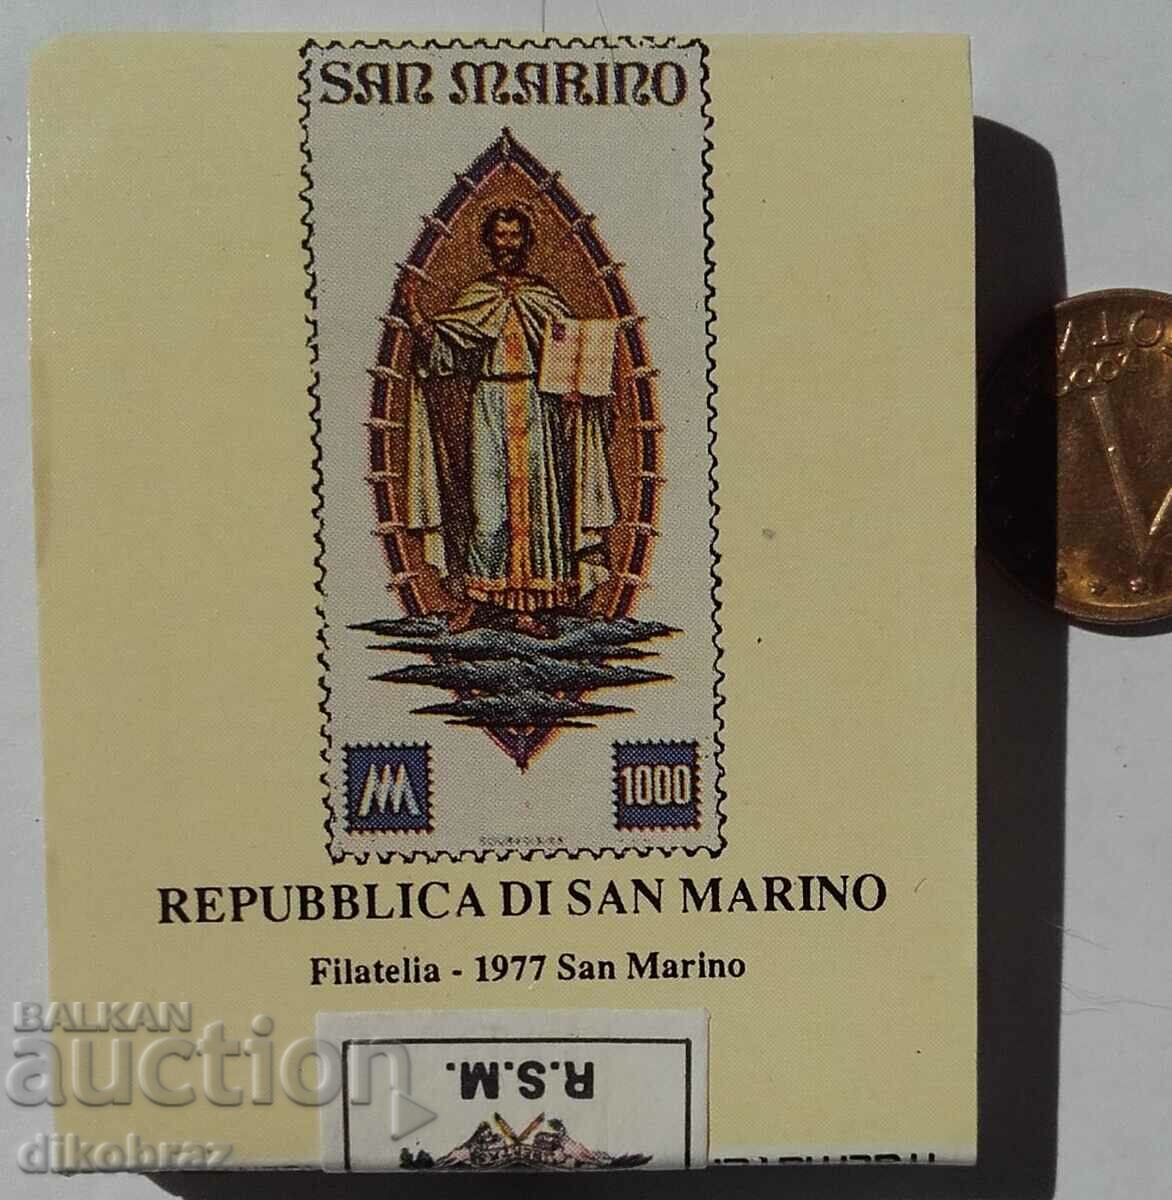 SAN MARINO
1000
REPUBBLICA DI SAN MARINO
Filatelia - 1977 San Marino
R.S.M.
BALKAN
auction
dikobraz